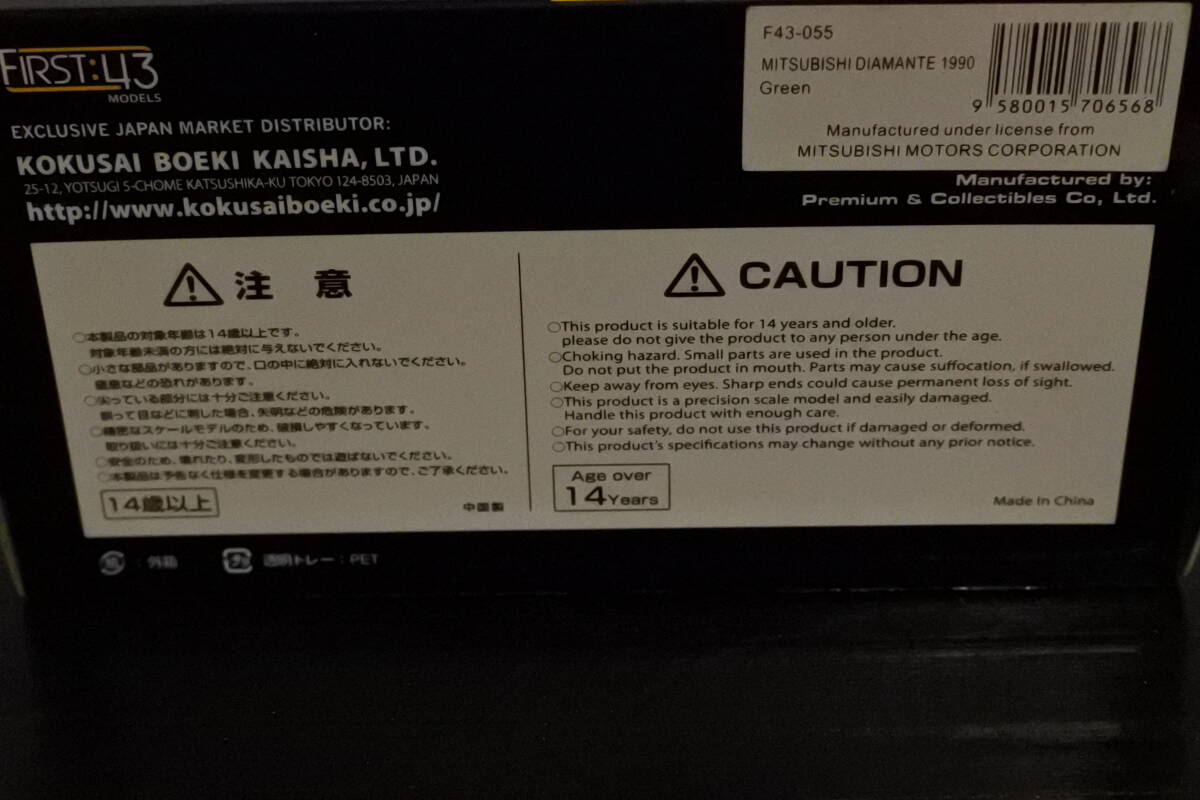 FIRST:43
MODELS
EXCLUSIVE JAPAN MARKET DISTRIBUTOR:
KOKUSAI BOEKI KAISHA, LTD.
25-12, YOTSUGI 5-CHOME KATSUSHIKA-KU TOKYO 124-8503, JAPAN
http://www.kokusaiboeki.co.jp/
F43-055
MITSUBISHI DIAMANTE 1990
Green
9 580015 706568
Manufactured under license from
MITSUBISHI MOTORS CORPORATION
Manufactured by:
Premium & Collectibles Co, Ltd.
注 意
○本製品の対象年齢は14歳以上です。
対象年齢未満の方には絶対に与えないでください。
○小さな部品がありますので、口の中に絶対に入れないでください。
窒息などの恐れがあります。
○尖っている部分には十分ご注意ください。
誤って目などに刺した場合、失明などの危険があります。
○精密なスケールモデルのため、破損しやすくなっています。
取り扱いには十分ご注意ください。
○安全のため、壊れたり、変形したものでは遊ばないでください。
○本製品は予告なく仕様を変更する場合がありますので、ご了承ください。
14歳以上
中国製
CAUTION
○This product is suitable for 14 years and older.
please do not give the product to any person under the age.
○Choking hazard. Small parts are used in the product.
Do not put the product in mouth. Parts may cause suffocation, if swallowed.
○Keep away from eyes. Sharp ends could cause permanent loss of sight.
○This product is a precision scale model and easily damaged.
Handle this product with enough care.
○For your safety, do not use this product if damaged or deformed.
○This product's specifications may change without any prior notice.
Age over
14 Years
Made In China
紙 : 外箱
プラ 透明トレー : PET